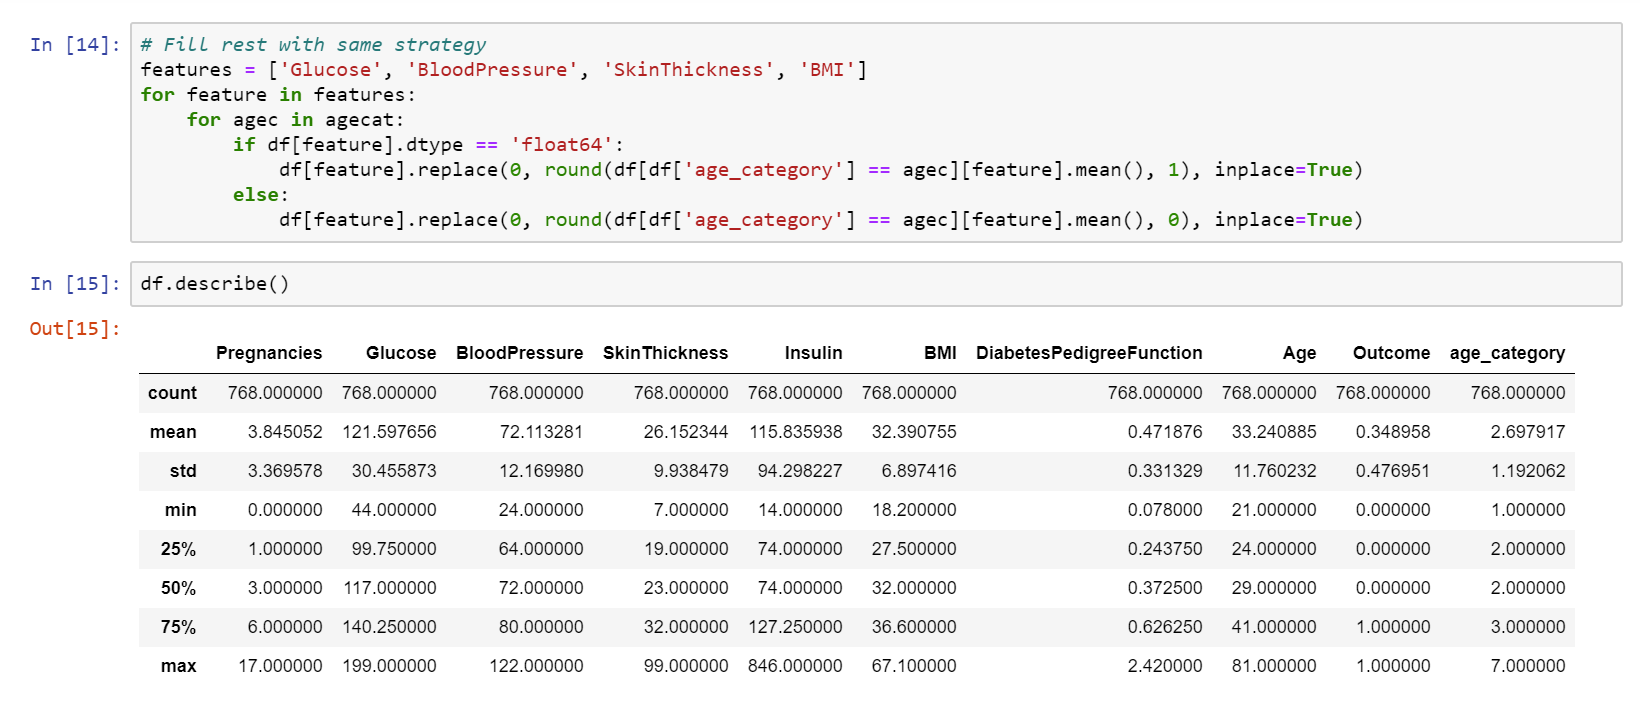 In [14]: # Fill rest with same strategy
features = ['Glucose', 'BloodPressure', 'SkinThickness', 'BMI']
for feature in features:
    for agec in agecat:
        if df[feature].dtype == 'float64':
            df[feature].replace(0, round(df[df['age_category'] == agec][feature].mean(), 1), inplace=True)
        else:
            df[feature].replace(0, round(df[df['age_category'] == agec][feature].mean(), 0), inplace=True)
In [15]: df.describe()
Out[15]:
Pregnancies Glucose BloodPressure SkinThickness Insulin BMI DiabetesPedigreeFunction Age Outcome age_category
count 768.000000 768.000000 768.000000 768.000000 768.000000 768.000000 768.000000 768.000000 768.000000 768.000000
mean 3.845052 121.597656 72.113281 26.152344 115.835938 32.390755 0.471876 33.240885 0.348958 2.697917
std 3.369578 30.455873 12.169980 9.938479 94.298227 6.897416 0.331329 11.760232 0.476951 1.192062
min 0.000000 44.000000 24.000000 7.000000 14.000000 18.200000 0.078000 21.000000 0.000000 1.000000
25% 1.000000 99.750000 64.000000 19.000000 74.000000 27.500000 0.243750 24.000000 0.000000 2.000000
50% 3.000000 117.000000 72.000000 23.000000 74.000000 32.000000 0.372500 29.000000 0.000000 2.000000
75% 6.000000 140.250000 80.000000 32.000000 127.250000 36.600000 0.626250 41.000000 1.000000 3.000000
max 17.000000 199.000000 122.000000 99.000000 846.000000 67.100000 2.420000 81.000000 1.000000 7.000000